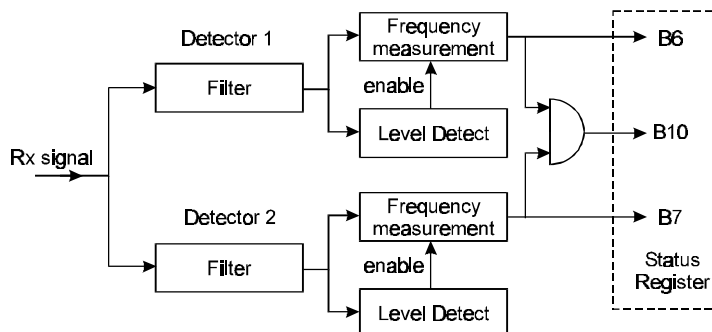 Detector 1
Frequency
measurement
B6
Filter
enable
Level Detect
B10
Rx signal
Detector 2
Frequency
measurement
B7
Filter
enable
Status
Register
Level Detect